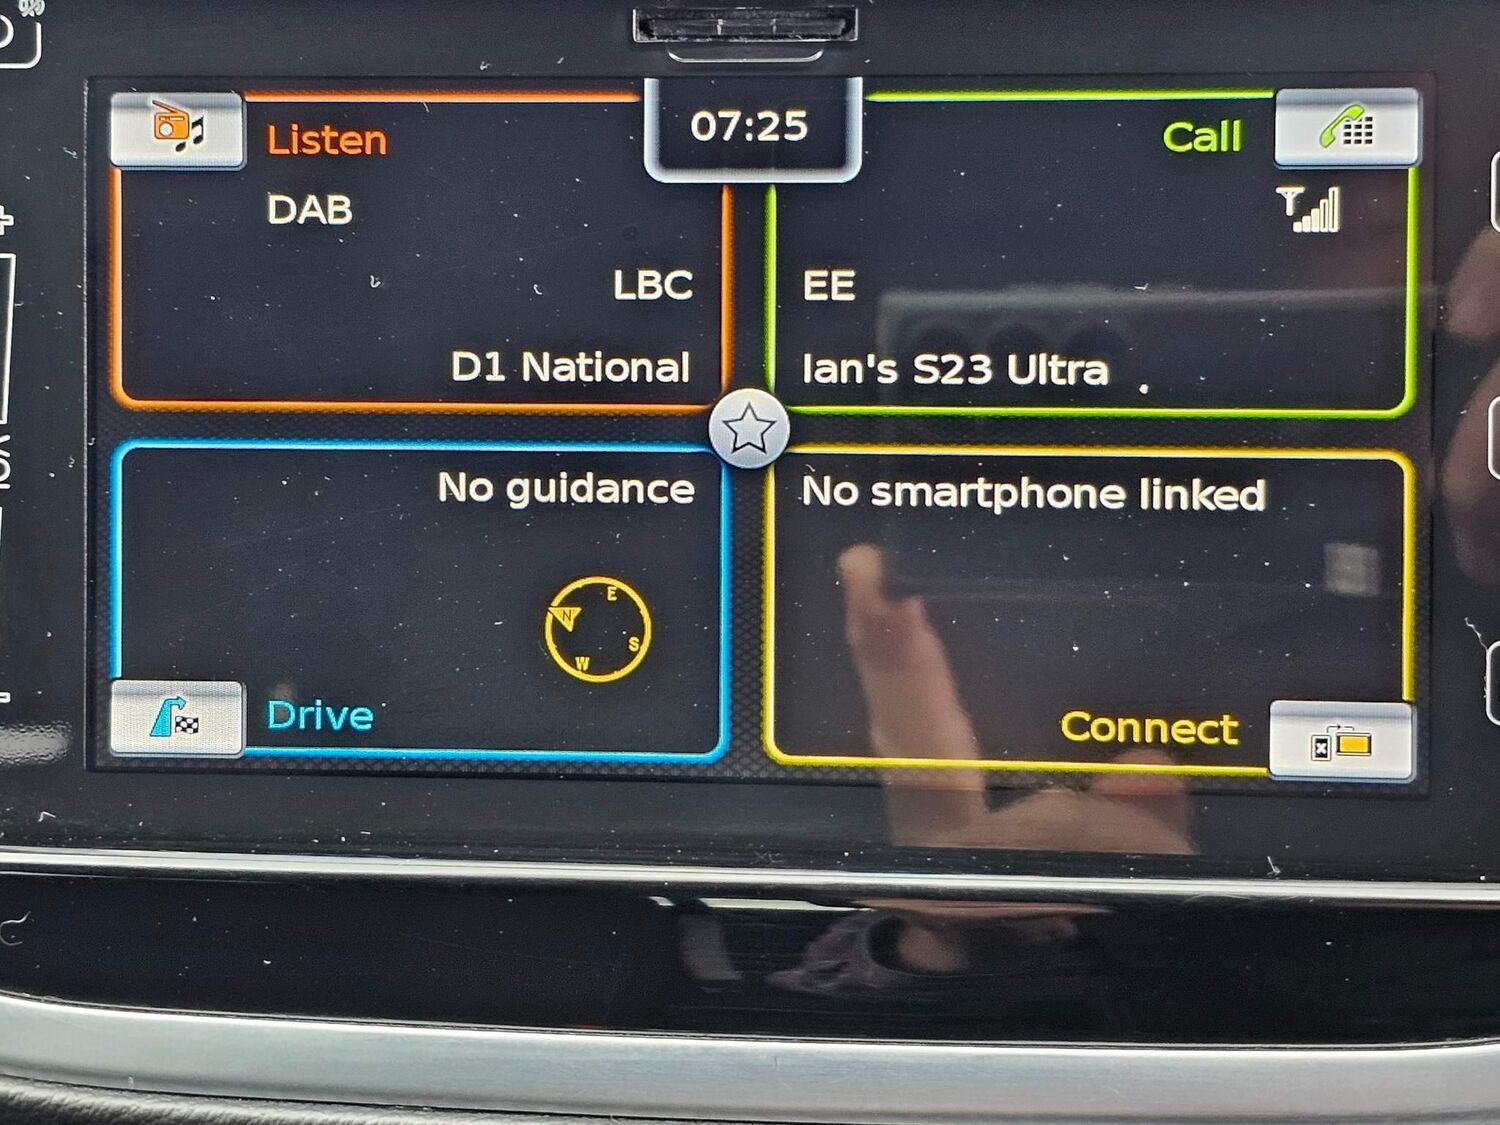 07:25
Listen
DAB
LBC
D1 National
Call
EE
Ian's S23 Ultra
No guidance
N
E
S
W
Drive
No smartphone linked
Connect